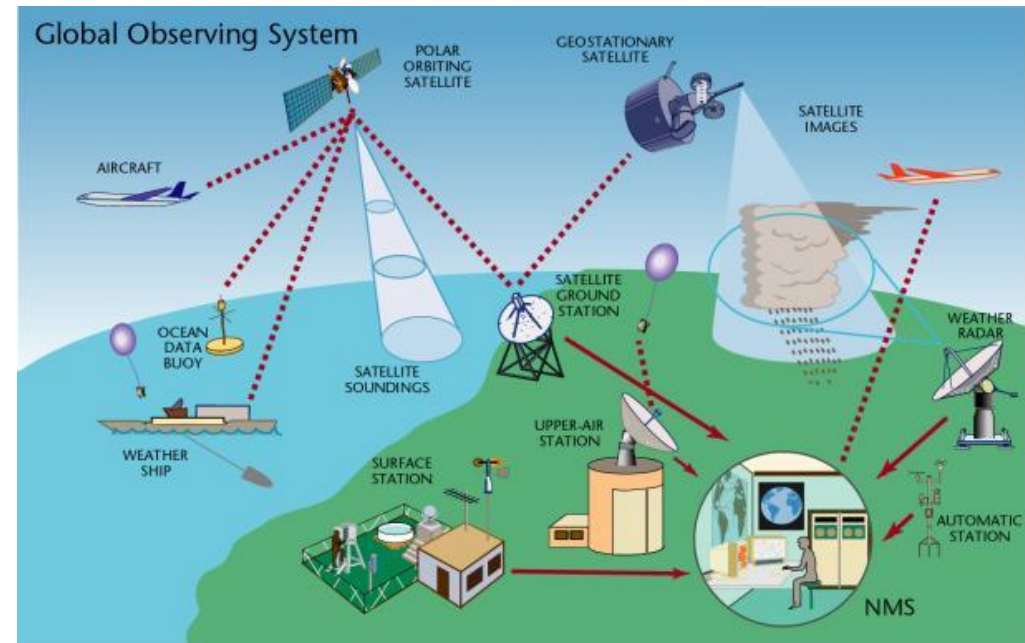 Global Observing System
POLAR
ORBITING
SATELLITE
GEOSTATIONARY
SATELLITE
SATELLITE
IMAGES
AIRCRAFT
OCEAN
DATA
BUOY
SATELLITE
SOUNDINGS
SATELLITE
GROUND
STATION
WEATHER
RADAR
WEATHER
SHIP
UPPER-AIR
STATION
SURFACE
STATION
AUTOMATIC
STATION
NMS